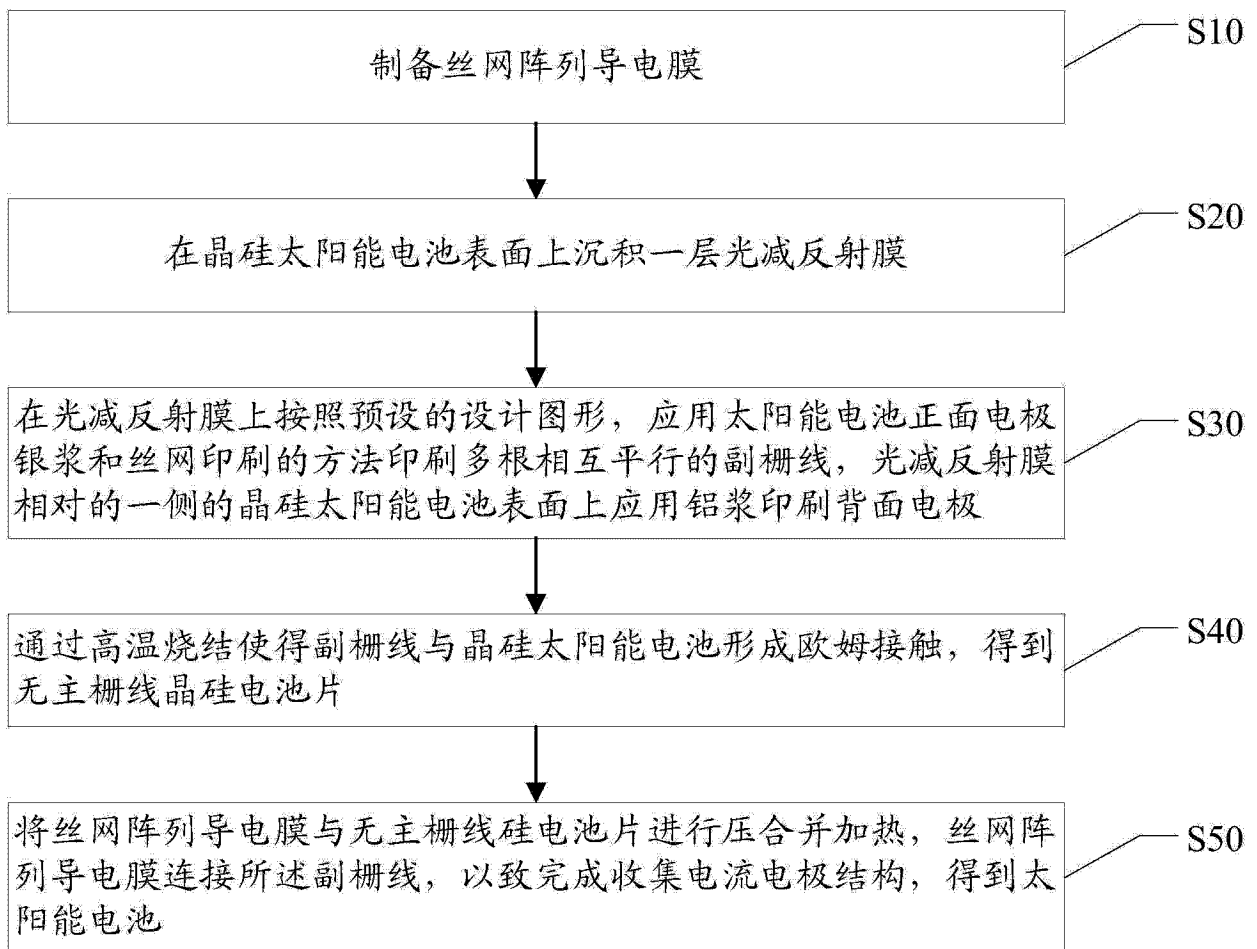 制备丝网阵列导电膜
S10
在晶硅太阳能电池表面上沉积一层光减反射膜
S20
在光减反射膜上按照预设的设计图形，应用太阳能电池正面电极
银浆和丝网印刷的方法印刷多根相互平行的副栅线，光减反射膜
相对的一侧的晶硅太阳能电池表面上应用铝浆印刷背面电极
S30
通过高温烧结使得副栅线与晶硅太阳能电池形成欧姆接触，得到
无主栅线晶硅电池片
S40
将丝网阵列导电膜与无主栅线硅电池片进行压合并加热，丝网阵
列导电膜连接所述副栅线，以致完成收集电流电极结构，得到太
阳能电池
S50